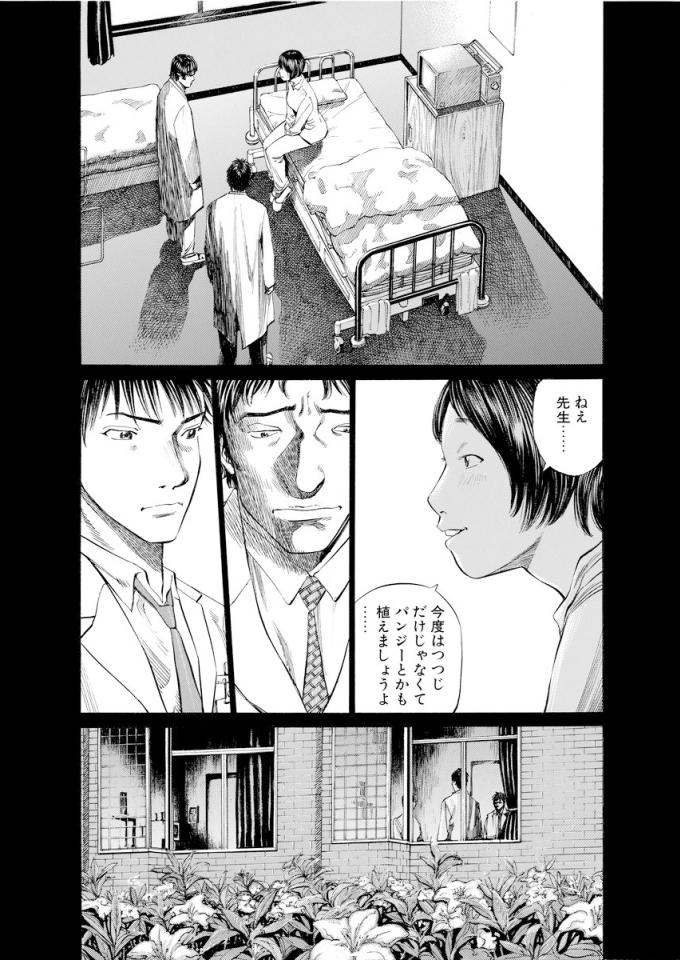 ねえ
先生……
今度はつつじ
だけじゃなくて
パンジーとかも
植えましょうよ
……